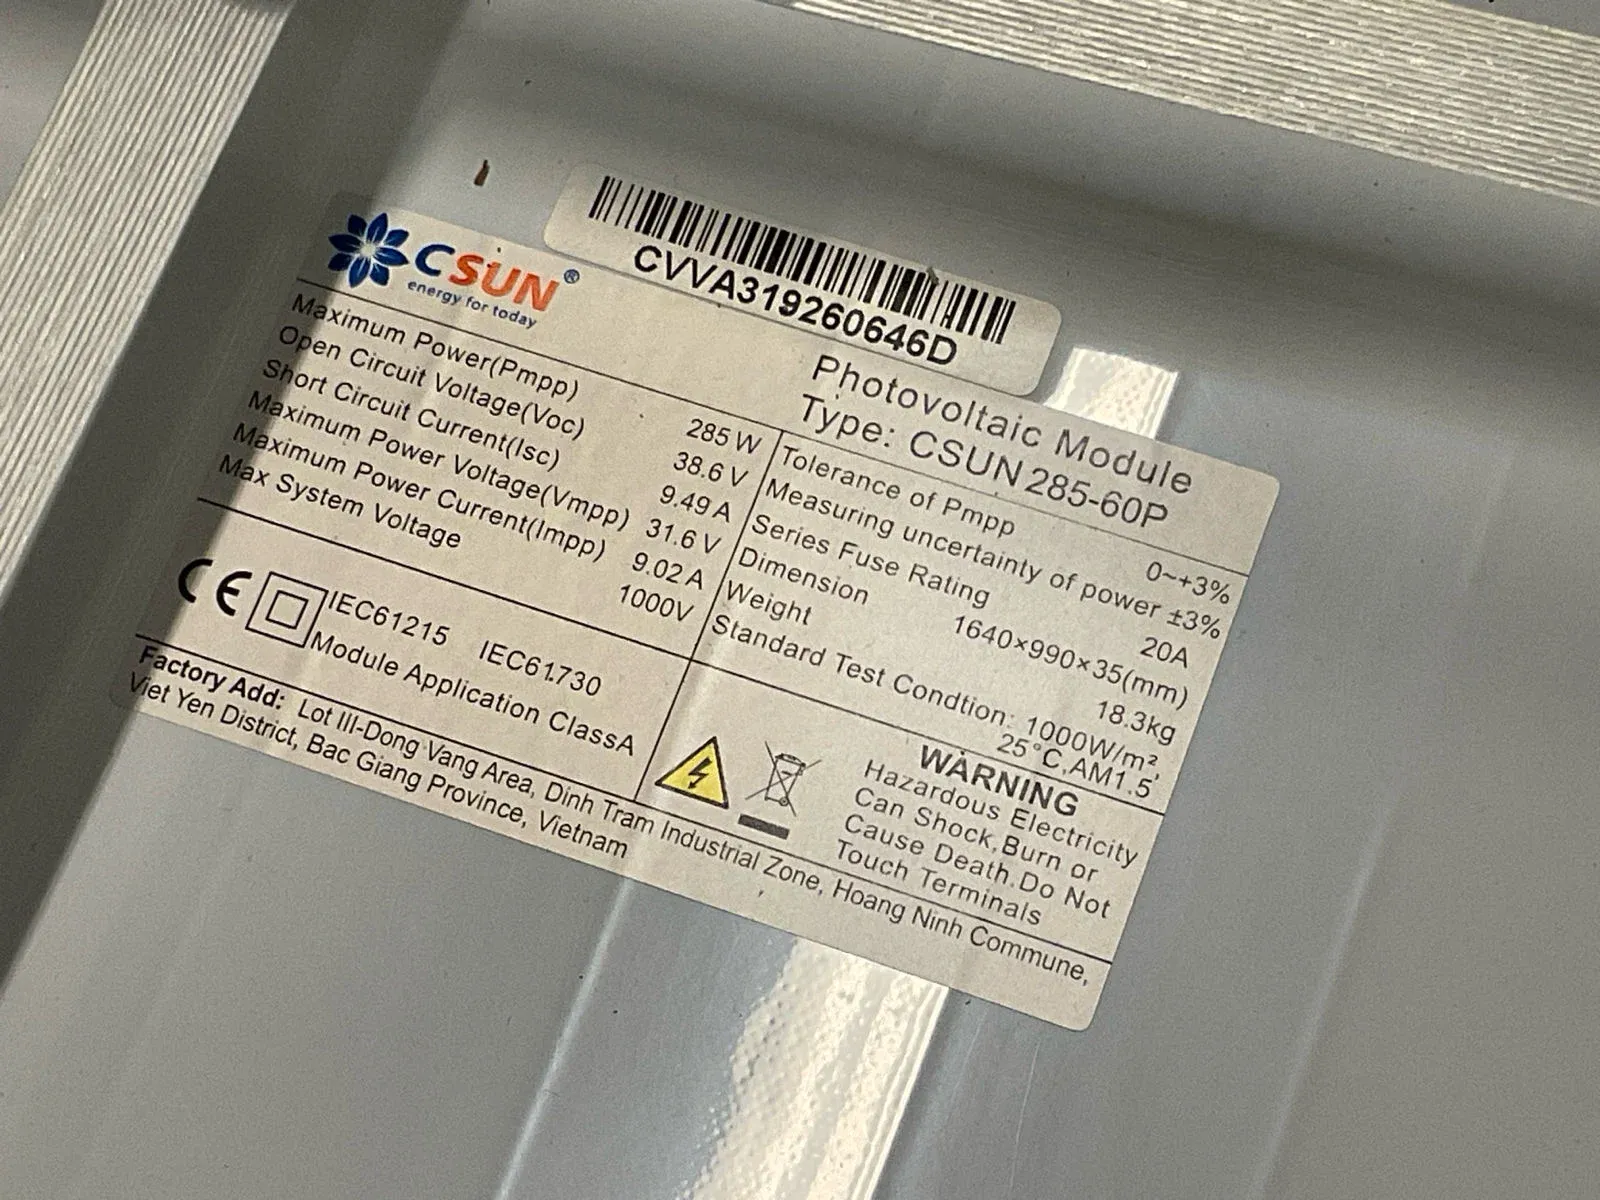 CVVA319260646D
CSUN®
energy for today
Photovoltaic Module
Type: CSUN285-60P
Maximum Power(Pmpp) 285W
Open Circuit Voltage(Voc) 38.6 V
Short Circuit Current(Isc) 9.49 A
Maximum Power Voltage(Vmpp) 31.6 V
Maximum Power Current(Impp) 9.02 A
Max System Voltage 1000V
Tolerance of Pmpp 0~+3%
Measuring uncertainty of power ±3%
Series Fuse Rating 20A
Dimension 1640×990×35(mm)
Weight 18.3kg
Standard Test Condtion: 1000W/m²,
25°C,AM1.5
CE IEC61215 IEC61730
Module Application ClassA
WARNING
Hazardous Electricity
Can Shock,Burn or
Cause Death.Do Not
Touch Terminals
Factory Add: Lot III-Dong Vang Area, Dinh Tram Industrial Zone, Hoang Ninh Commune,
Viet Yen District, Bac Giang Province, Vietnam